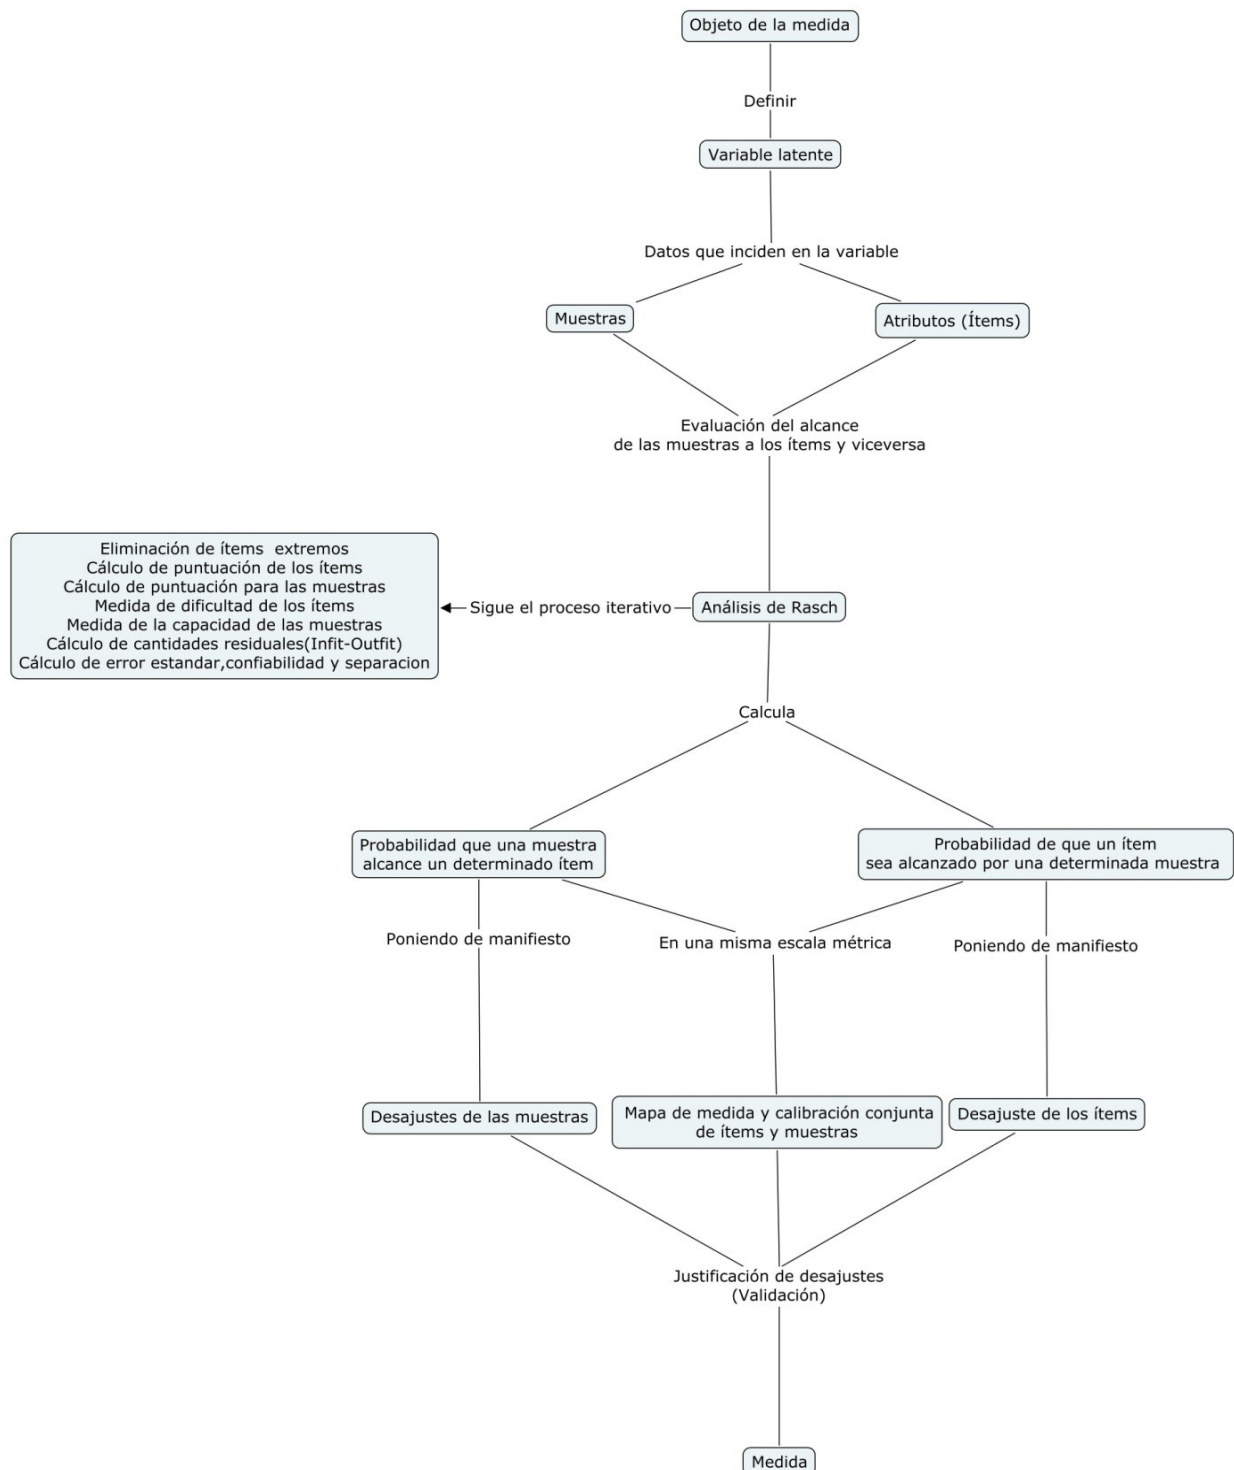 Objeto de la medida
Definir
Variable latente
Datos que inciden en la variable
Muestras
Atributos (Ítems)
Evaluación del alcance
de las muestras a los ítems y viceversa
Eliminación de ítems  extremos
Cálculo de puntuación de los ítems
Cálculo de puntuación para las muestras
Medida de dificultad de los ítems
Medida de la capacidad de las muestras
Cálculo de cantidades residuales(Infit-Outfit)
Cálculo de error estandar,confiabilidad y separacion
Sigue el proceso iterativo
Análisis de Rasch
Calcula
Probabilidad que una muestra
alcance un determinado ítem
Probabilidad de que un ítem
sea alcanzado por una determinada muestra
Poniendo de manifiesto
En una misma escala métrica
Poniendo de manifiesto
Desajustes de las muestras
Mapa de medida y calibración conjunta
de ítems y muestras
Desajuste de los ítems
Justificación de desajustes
(Validación)
Medida